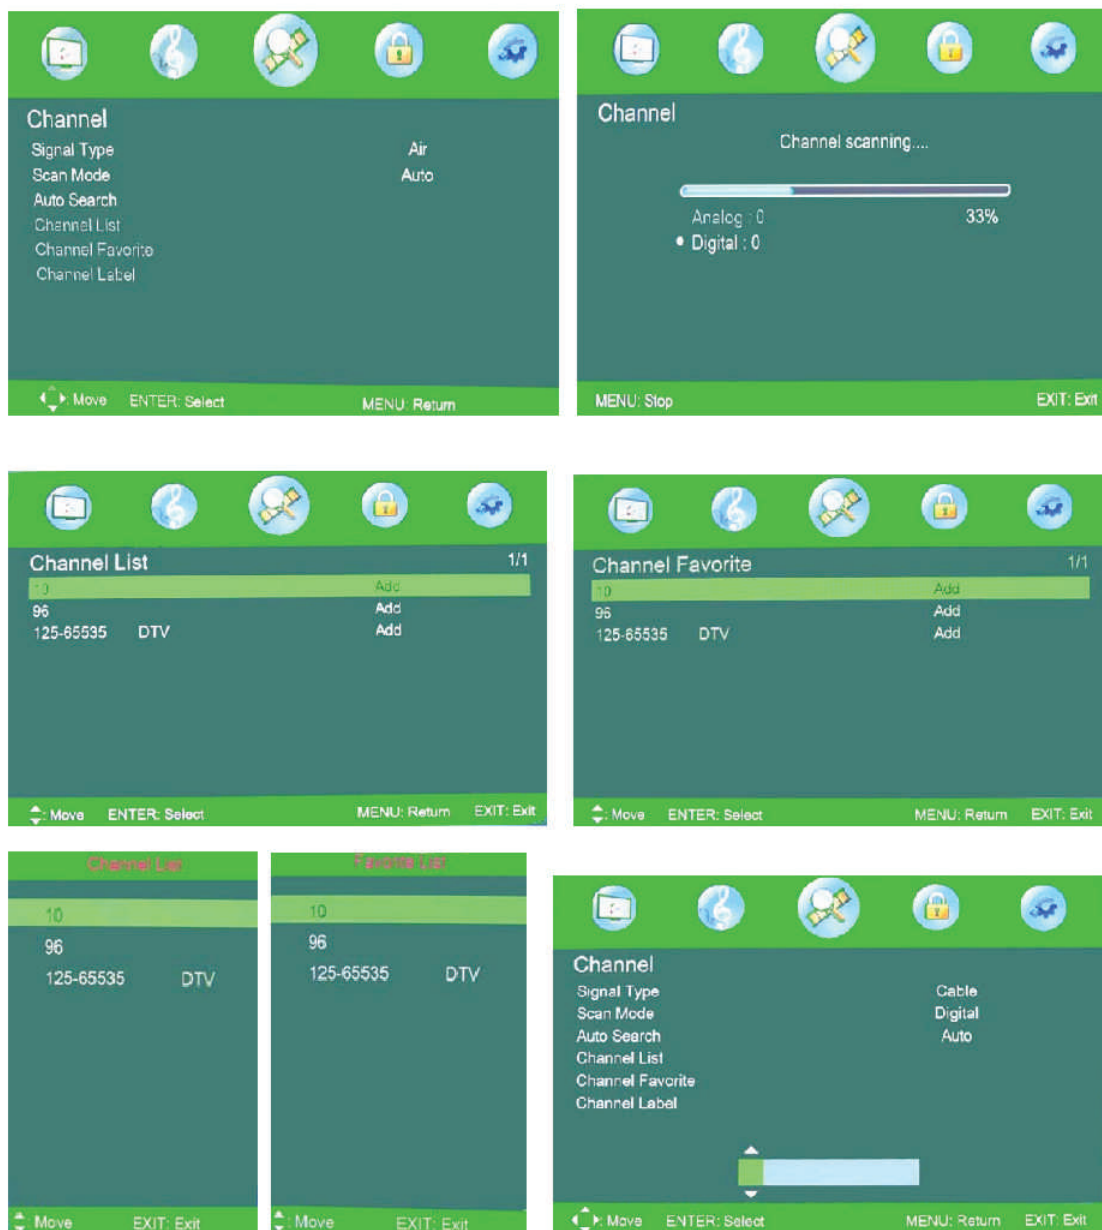 Channel
Signal Type Air
Scan Mode Auto
Auto Search
Channel List
Channel Favorite
Channel Label
: Move ENTER: Select MENU: Return
Channel
Channel scanning....
Analog : 0 33%
Digital : 0
MENU: Stop EXIT: Exit
Channel List 1/1
10 Add
96 Add
125-65535 DTV Add
: Move ENTER: Select MENU: Return EXIT: Exit
Channel Favorite 1/1
10 Add
96 Add
125-65535 DTV Add
: Move ENTER: Select MENU: Return EXIT: Exit
Channel List
10
96
125-65535 DTV
: Move EXIT: Exit
Favorite List
10
96
125-65535 DTV
: Move EXIT: Exit
Channel
Signal Type Cable
Scan Mode Digital
Auto Search Auto
Channel List
Channel Favorite
Channel Label
: Move ENTER: Select MENU: Return EXIT: Exit